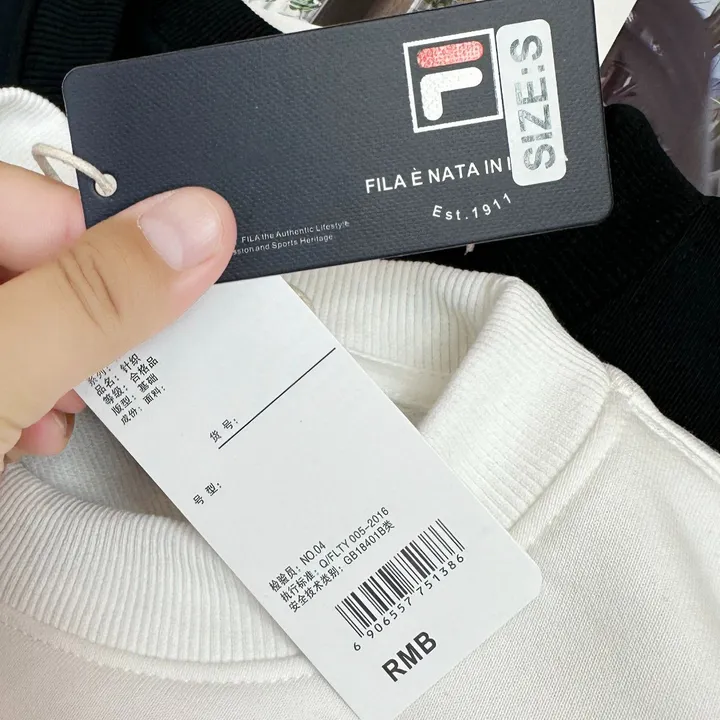 SIZE:S
FILA È NATA IN
Est.1911
FILA the Authentic Lifestyle
and Sports Heritage
系列:
品名: 针织
等级: 合格品
版型: 基础
成份: 面料:
货 号:
号 型:
检验员: NO.04
执行标准: Q/FLTY 005-2016
安全技术类别: GB18401B类
6 906557 751386
RMB